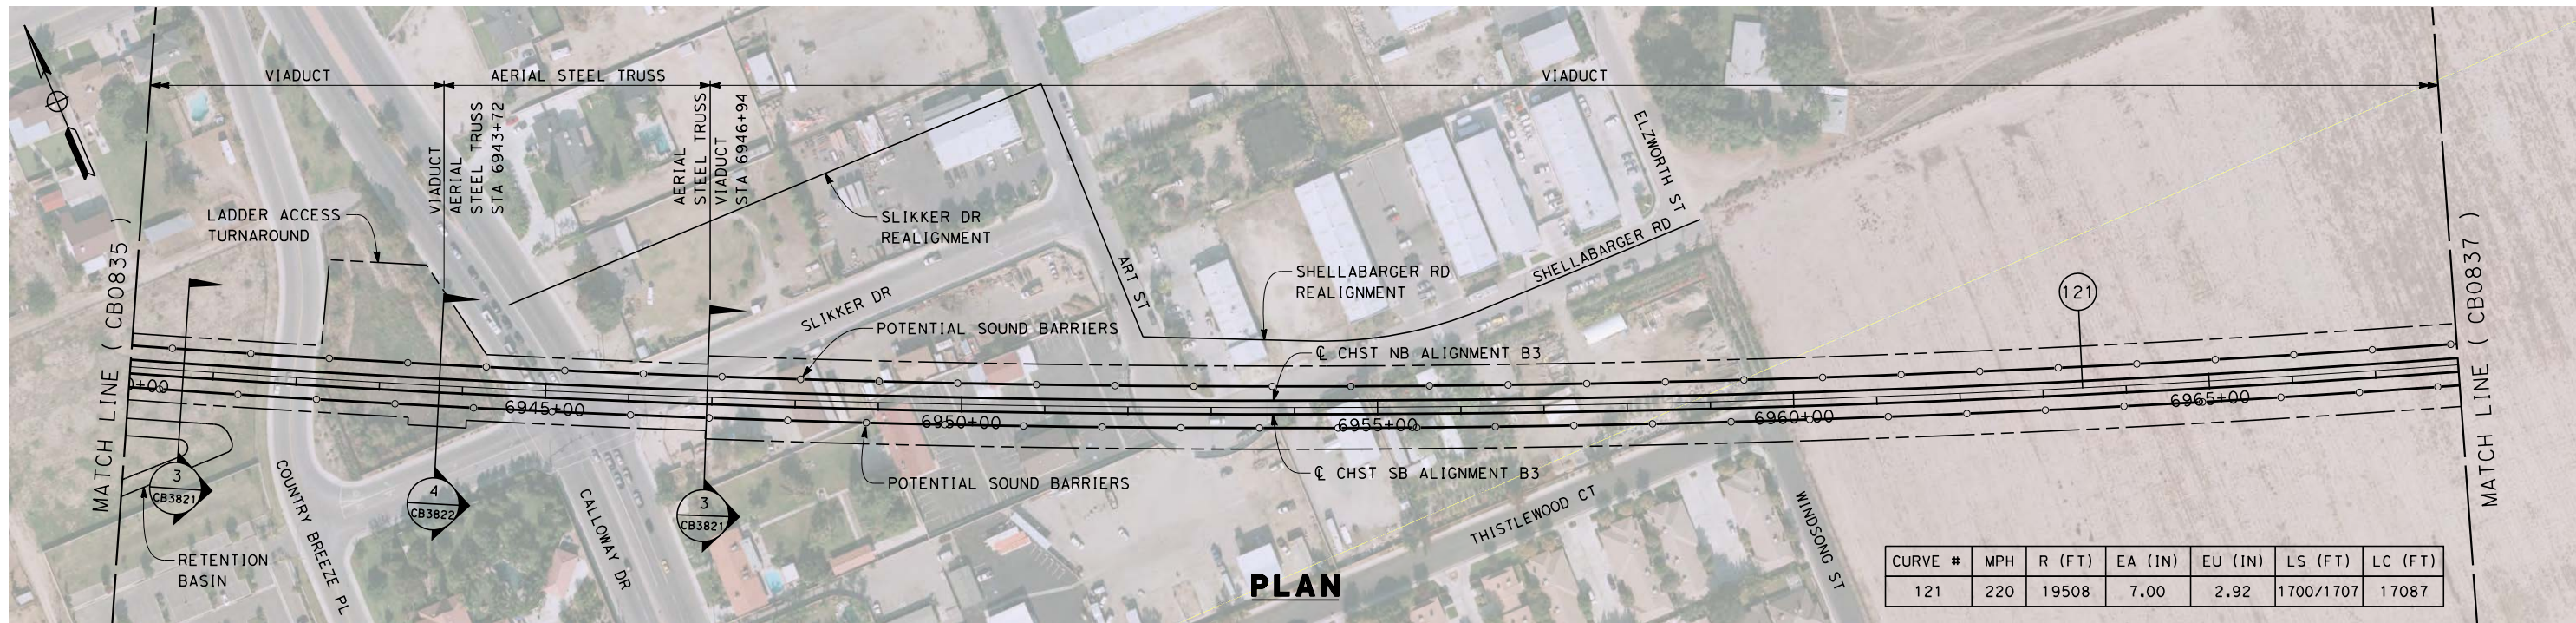 VIADUCT
AERIAL STEEL TRUSS
VIADUCT
VIADUCT
AERIAL
STEEL TRUSS
STA 6943+72
AERIAL
STEEL TRUSS
VIADUCT
STA 6946+94
LADDER ACCESS
TURNAROUND
SLIKKER DR
REALIGNMENT
ELZWORTH ST
SHELLABARGER RD
ART ST
SHELLABARGER RD
REALIGNMENT
SLIKKER DR
121
POTENTIAL SOUND BARRIERS
℄ CHST NB ALIGNMENT B3
MATCH LINE ( CB0835 )
MATCH LINE ( CB0837 )
0+00
6945+00
6950+00
6955+00
6960+00
6965+00
3
CB3821
4
CB3822
3
CB3821
POTENTIAL SOUND BARRIERS
℄ CHST SB ALIGNMENT B3
COUNTRY BREEZE PL
CALLOWAY DR
THISTLEWOOD CT
WINDSONG ST
RETENTION
BASIN
PLAN
CURVE # MPH R (FT) EA (IN) EU (IN) LS (FT) LC (FT)
121 220 19508 7.00 2.92 1700/1707 17087